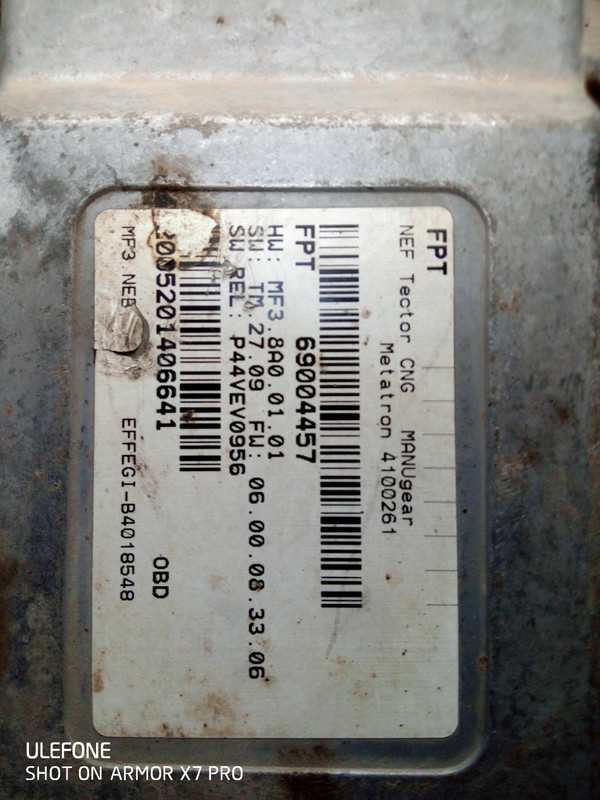 FPT
NEF Tector CNG MANUgear
Metatron 4100261
FPT 69004457
HW: MF3.8A0.01.01
SW: TM.27.09 FW: 06.00.08.33.06
SW REL: P44VEV0956
005201406641 OBD
MF3.NEF EFFEGI-B4018548
ULEFONE
SHOT ON ARMOR X7 PRO